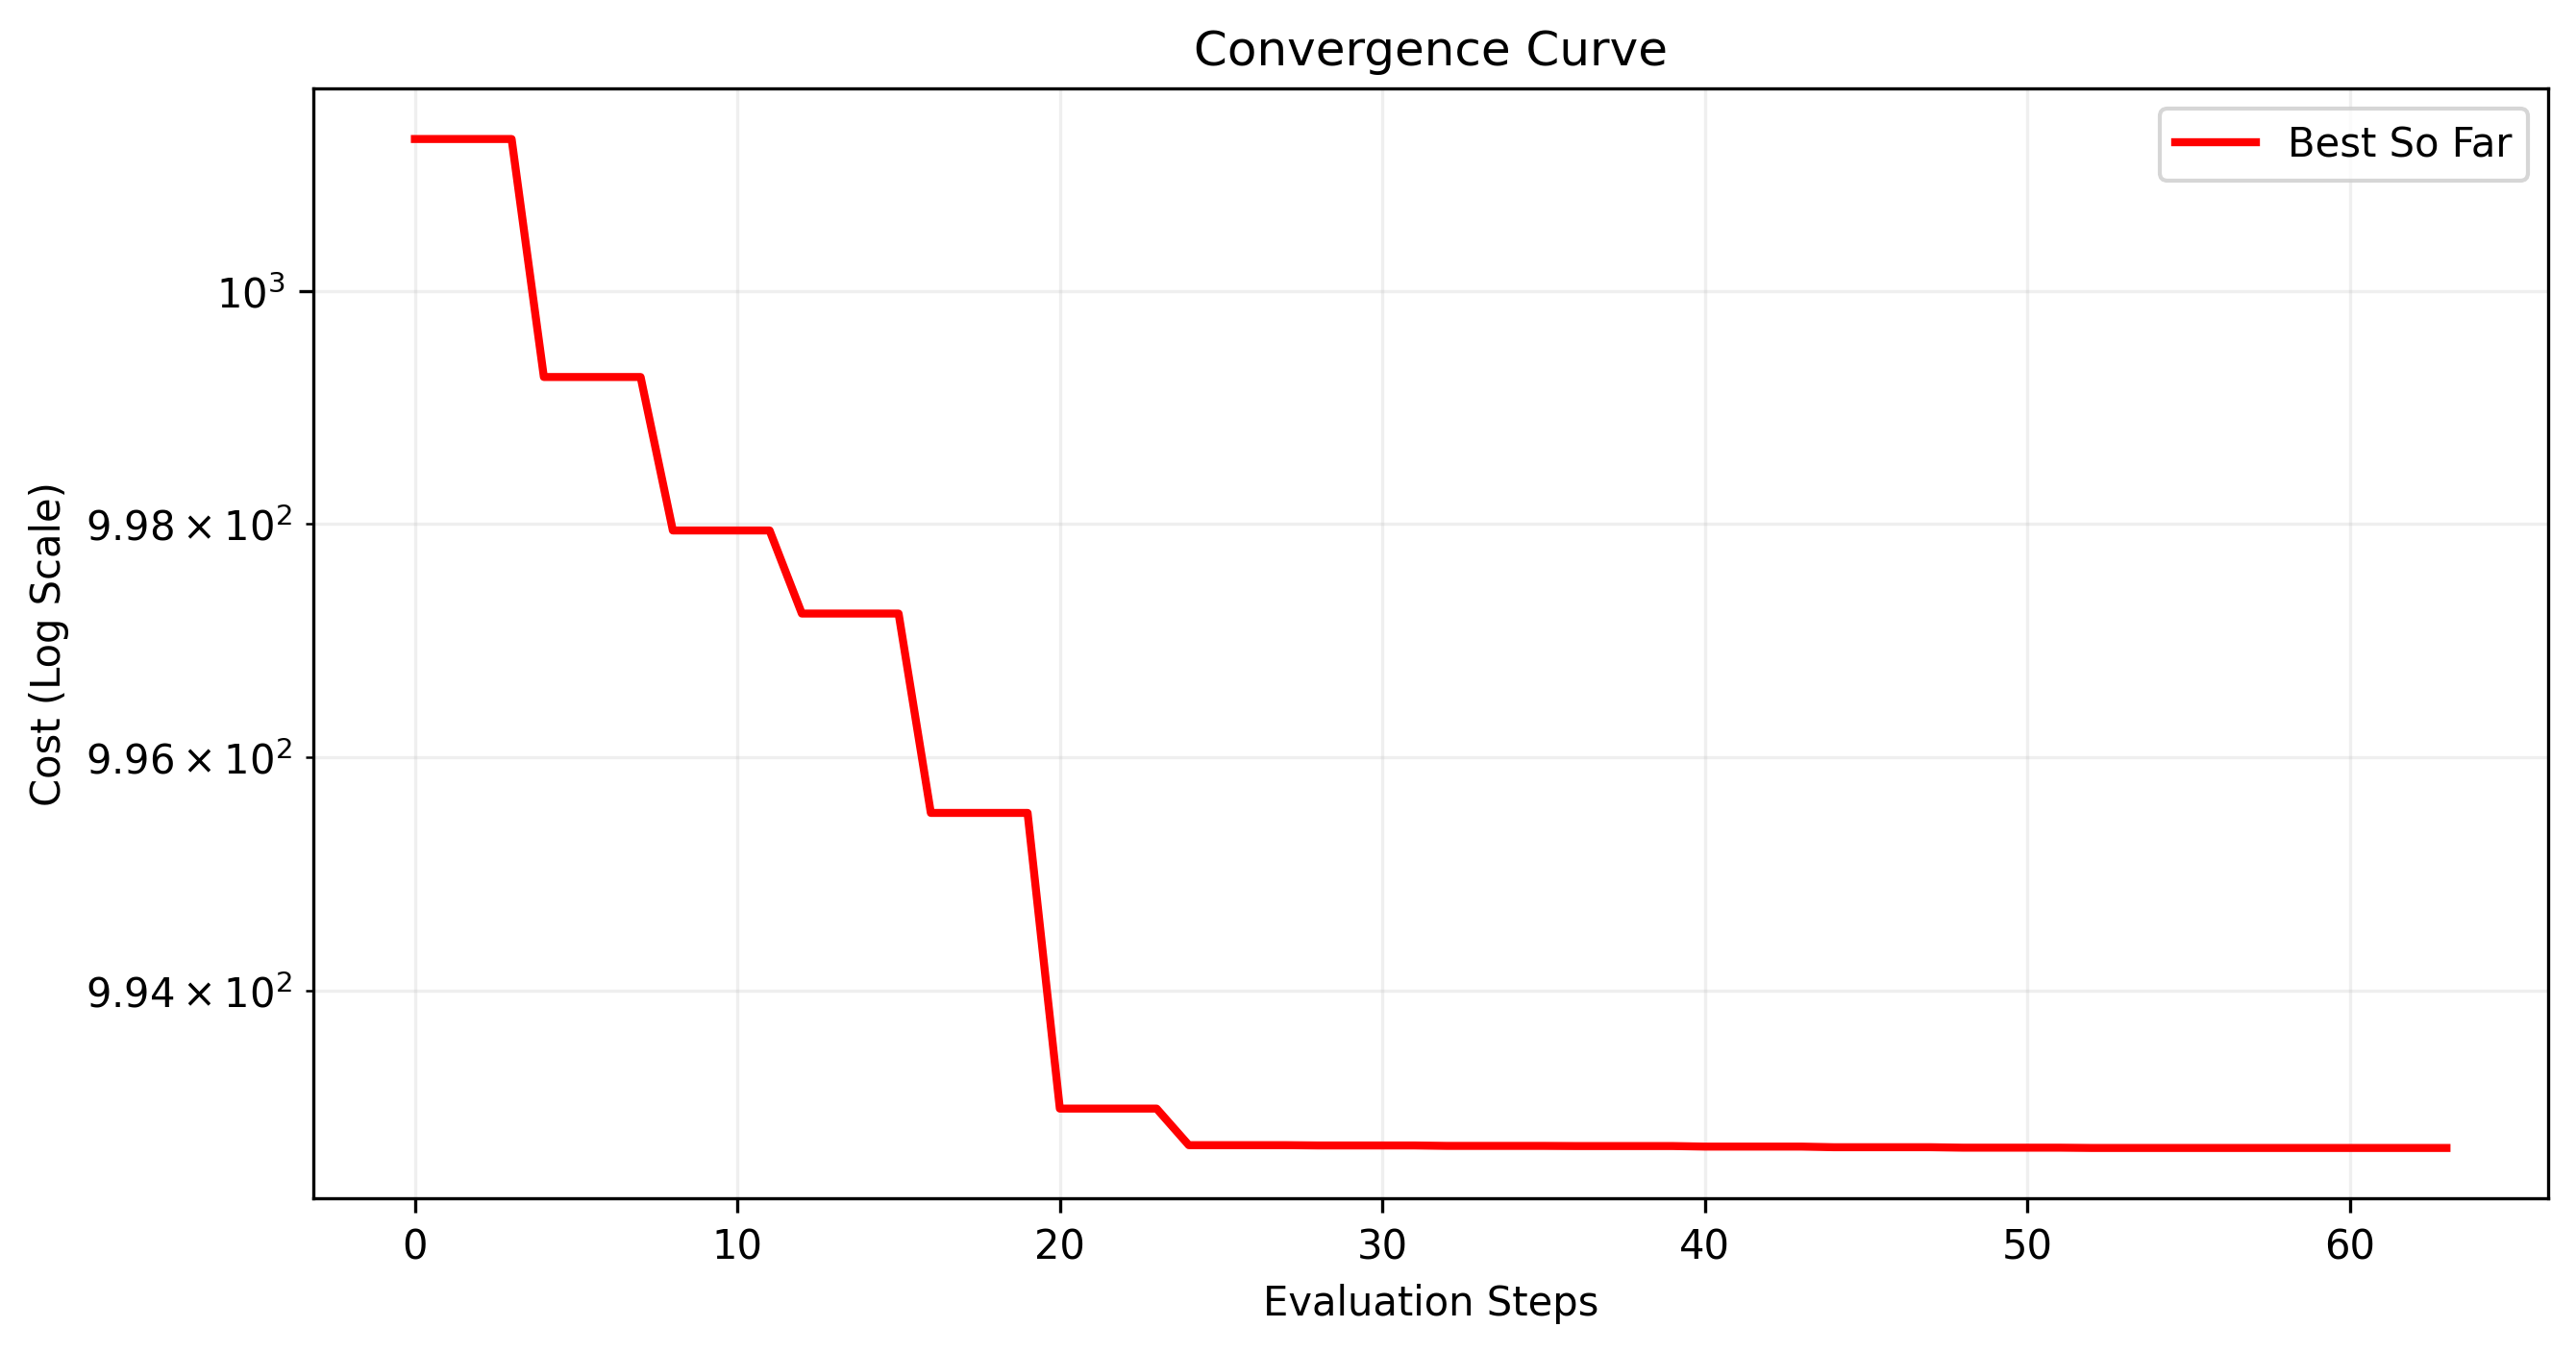 Convergence Curve
Best So Far
Cost (Log Scale)
10³
9.98 × 10²
9.96 × 10²
9.94 × 10²
0 10 20 30 40 50 60
Evaluation Steps